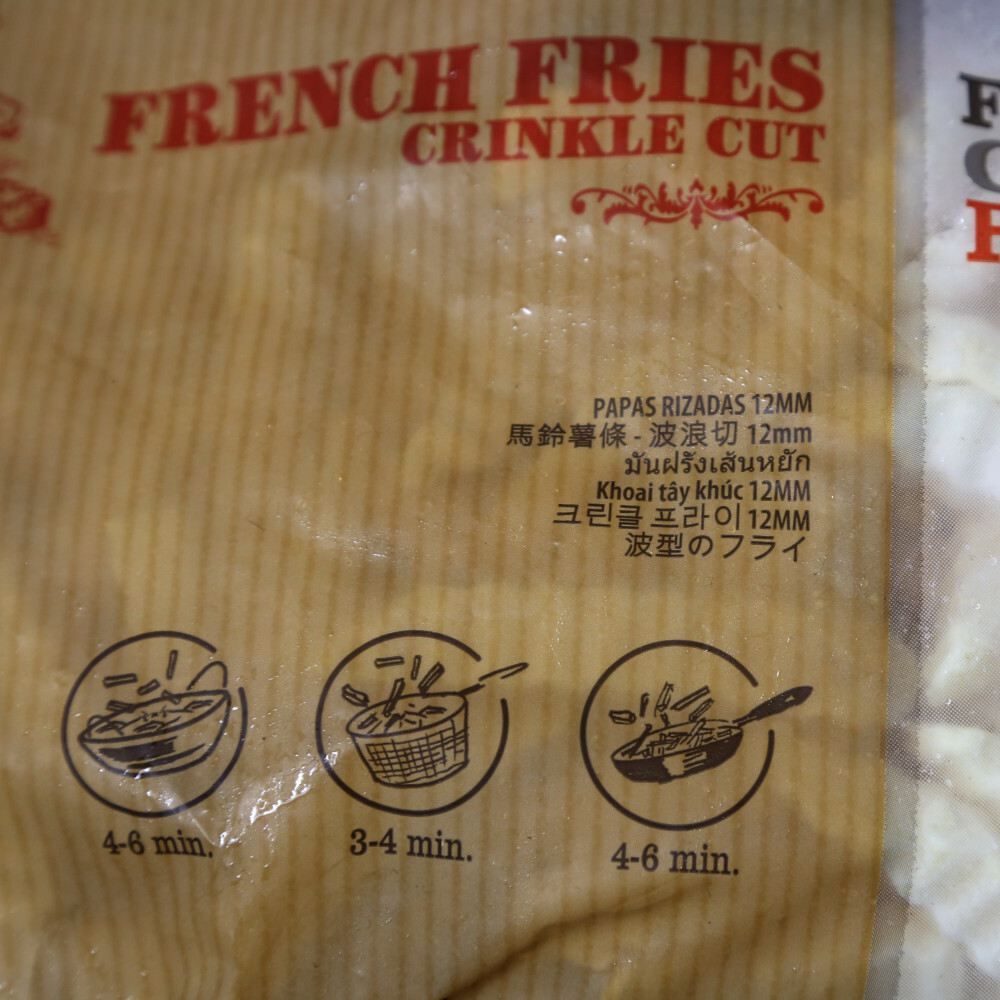 FRENCH FRIES
CRINKLE CUT
PAPAS RIZADAS 12MM
馬鈴薯條 - 波浪切 12mm
มันฝรั่งเส้นหยัก
Khoai tây khúc 12MM
크린클 프라이 12MM
波型のフライ
4-6 min.
3-4 min.
4-6 min.